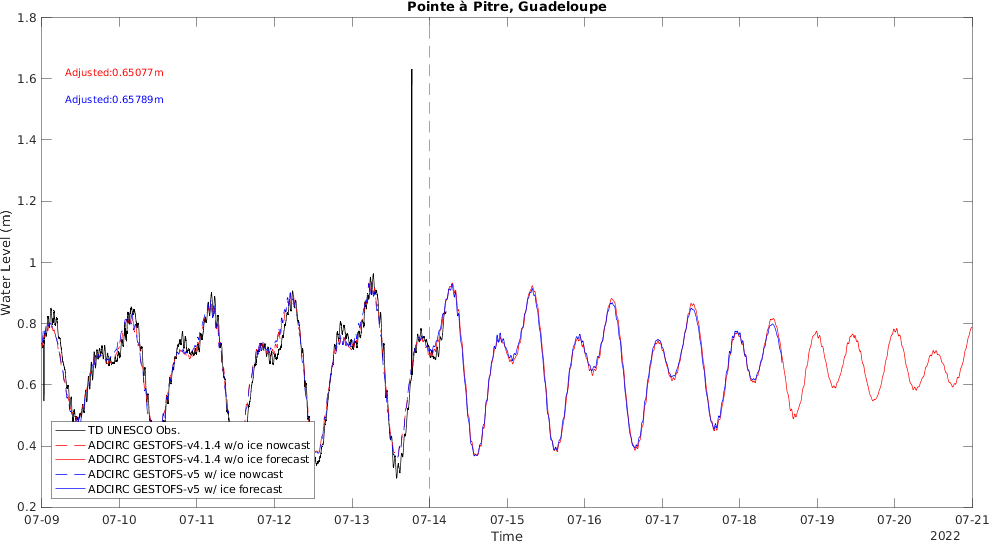 Pointe à Pitre, Guadeloupe
1.8
1.6
1.4
1.2
1
0.8
0.6
0.4
0.2
Water Level (m)
Adjusted:0.65077m
Adjusted:0.65789m
TD UNESCO Obs.
ADCIRC GESTOFS-v4.1.4 w/o ice nowcast
ADCIRC GESTOFS-v4.1.4 w/o ice forecast
ADCIRC GESTOFS-v5 w/ ice nowcast
ADCIRC GESTOFS-v5 w/ ice forecast
07-09 07-10 07-11 07-12 07-13 07-14 07-15 07-16 07-17 07-18 07-19 07-20 07-21
Time
2022